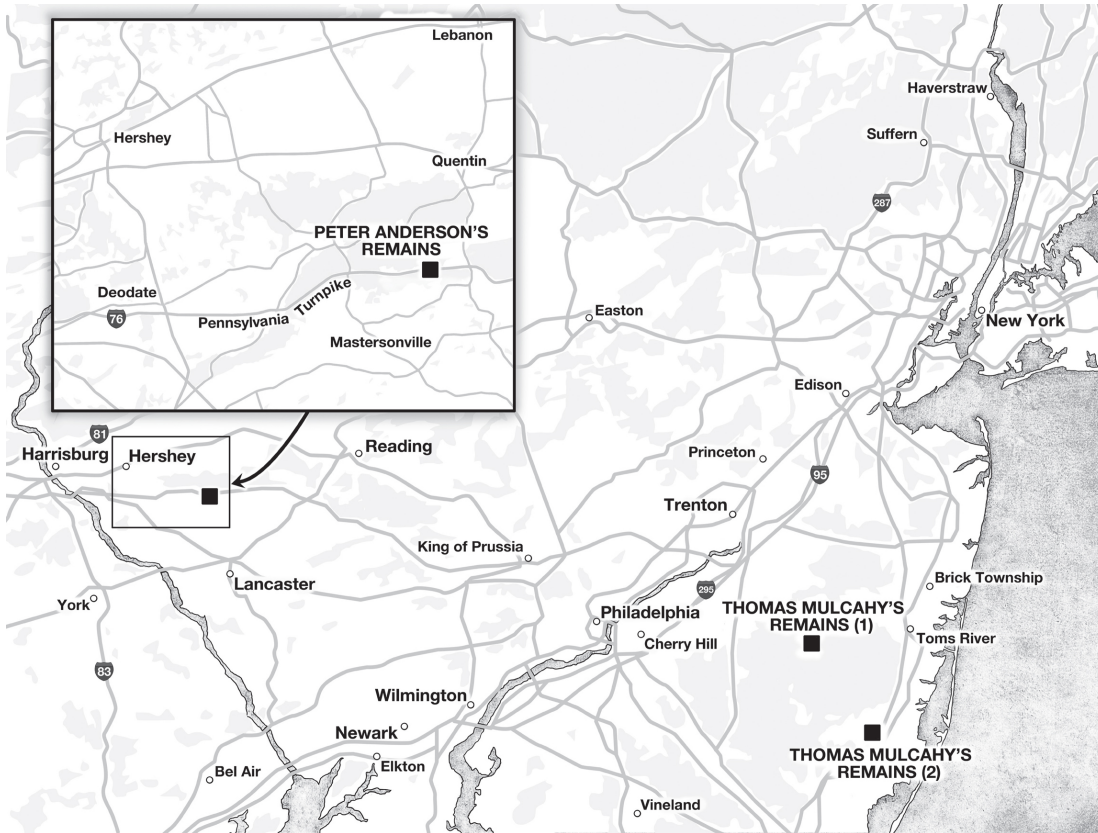 Lebanon
Hershey
Quentin
PETER ANDERSON'S
REMAINS
Deodate
76
Pennsylvania Turnpike
Mastersonville
Haverstraw
Suffern
287
Easton
New York
Edison
81
Harrisburg
Hershey
Reading
Princeton
95
Trenton
King of Prussia
Lancaster
York
Brick Township
295
Philadelphia
THOMAS MULCAHY'S
REMAINS (1)
Cherry Hill
Toms River
83
Wilmington
Newark
Elkton
Bel Air
THOMAS MULCAHY'S
REMAINS (2)
Vineland